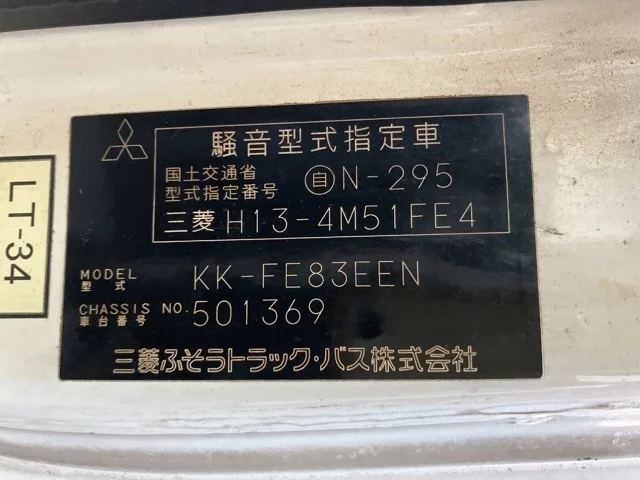 騒音型式指定車
国土交通省
型式指定番号
自N-295
三菱 H13-4M51FE4
MODEL
型式
KK-FE83EEN
CHASSIS NO.
車台番号
501369
三菱ふそうトラック・バス株式会社
LT-34